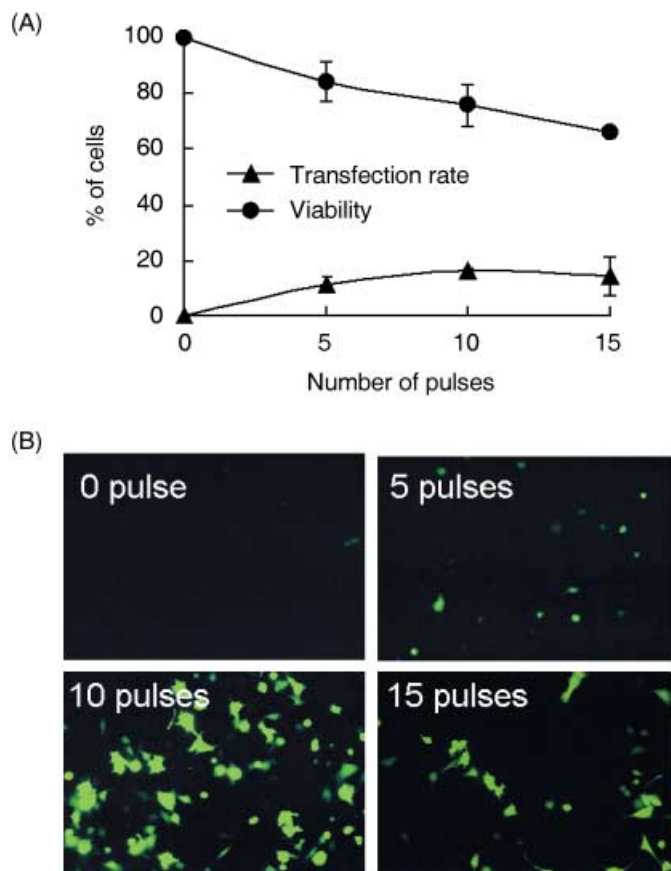 (A)
100
80
60
40
20
0
% of cells
Transfection rate
Viability
0 5 10 15
Number of pulses
(B)
0 pulse
5 pulses
10 pulses
15 pulses